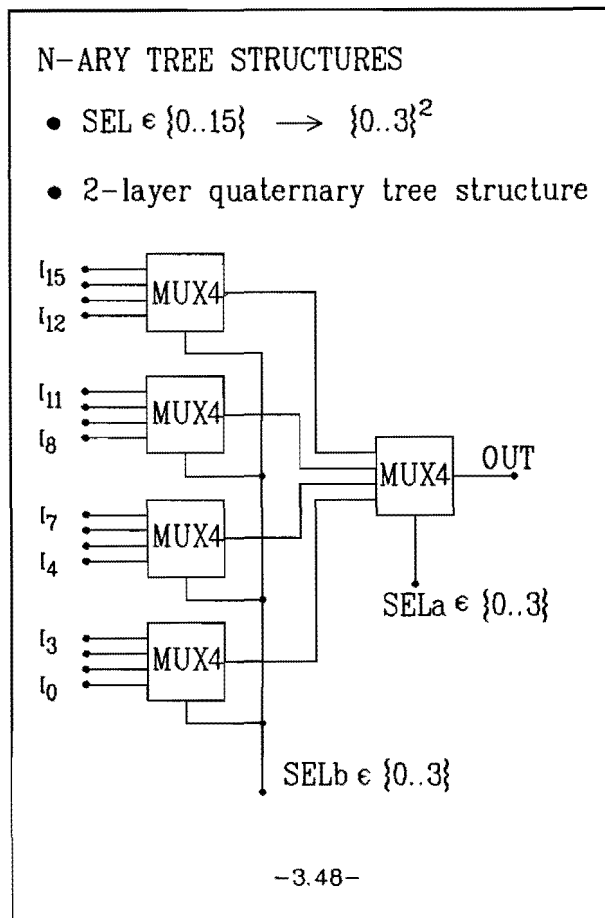 N-ARY TREE STRUCTURES
• SEL ϵ {0..15} → {0..3}²
• 2-layer quaternary tree structure
I₁₅
MUX4
I₁₂
I₁₁
MUX4
I₈
OUT
MUX4
I₇
MUX4
I₄
SELa ϵ {0..3}
I₃
MUX4
I₀
SELb ϵ {0..3}
-3.48-